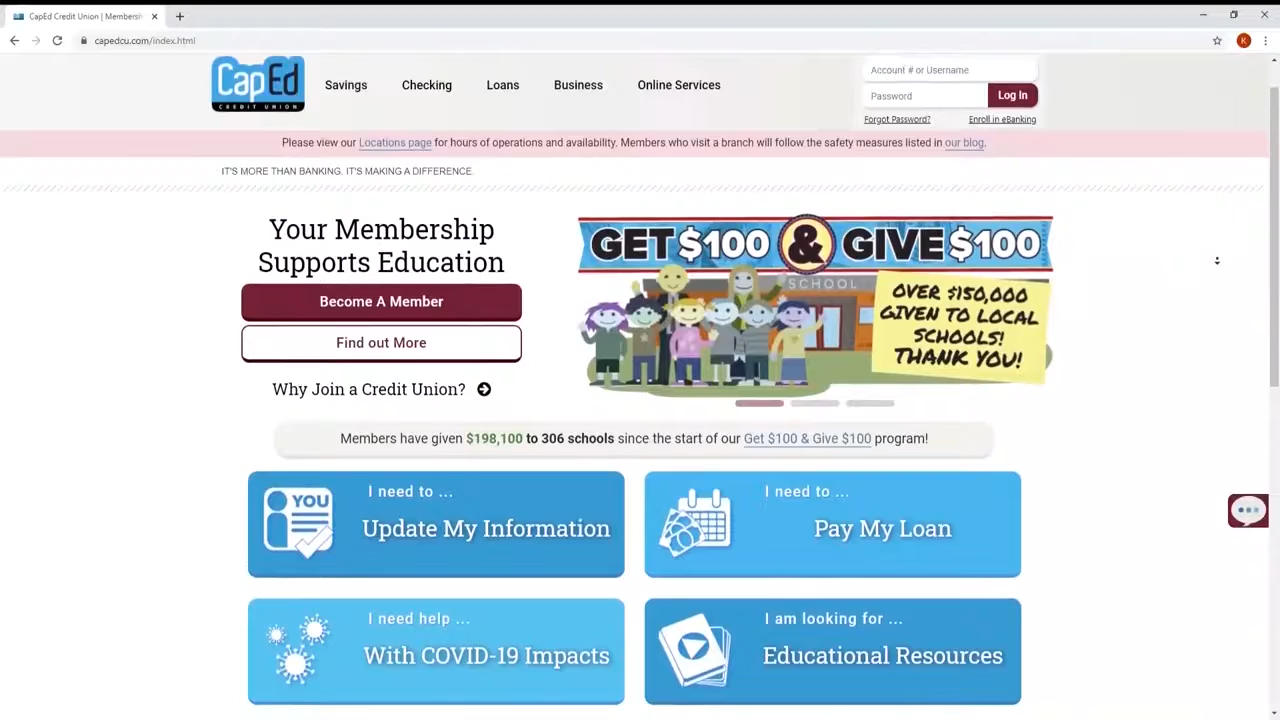 CapEd Credit Union | Membersh
capedcu.com/index.html
K
CapEd
CREDIT UNION
Savings
Checking
Loans
Business
Online Services
Account # or Username
Password
Log In
Forgot Password?
Enroll in eBanking
Please view our Locations page for hours of operations and availability. Members who visit a branch will follow the safety measures listed in our blog.
IT'S MORE THAN BANKING. IT'S MAKING A DIFFERENCE.
Your Membership
Supports Education
Become A Member
Find out More
Why Join a Credit Union?
GET $100 & GIVE $100
SCHOOL
OVER $150,000
GIVEN TO LOCAL
SCHOOLS!
THANK YOU!
Members have given $198,100 to 306 schools since the start of our Get $100 & Give $100 program!
YOU
I need to ...
Update My Information
I need to ...
Pay My Loan
I need help ...
With COVID-19 Impacts
I am looking for ...
Educational Resources